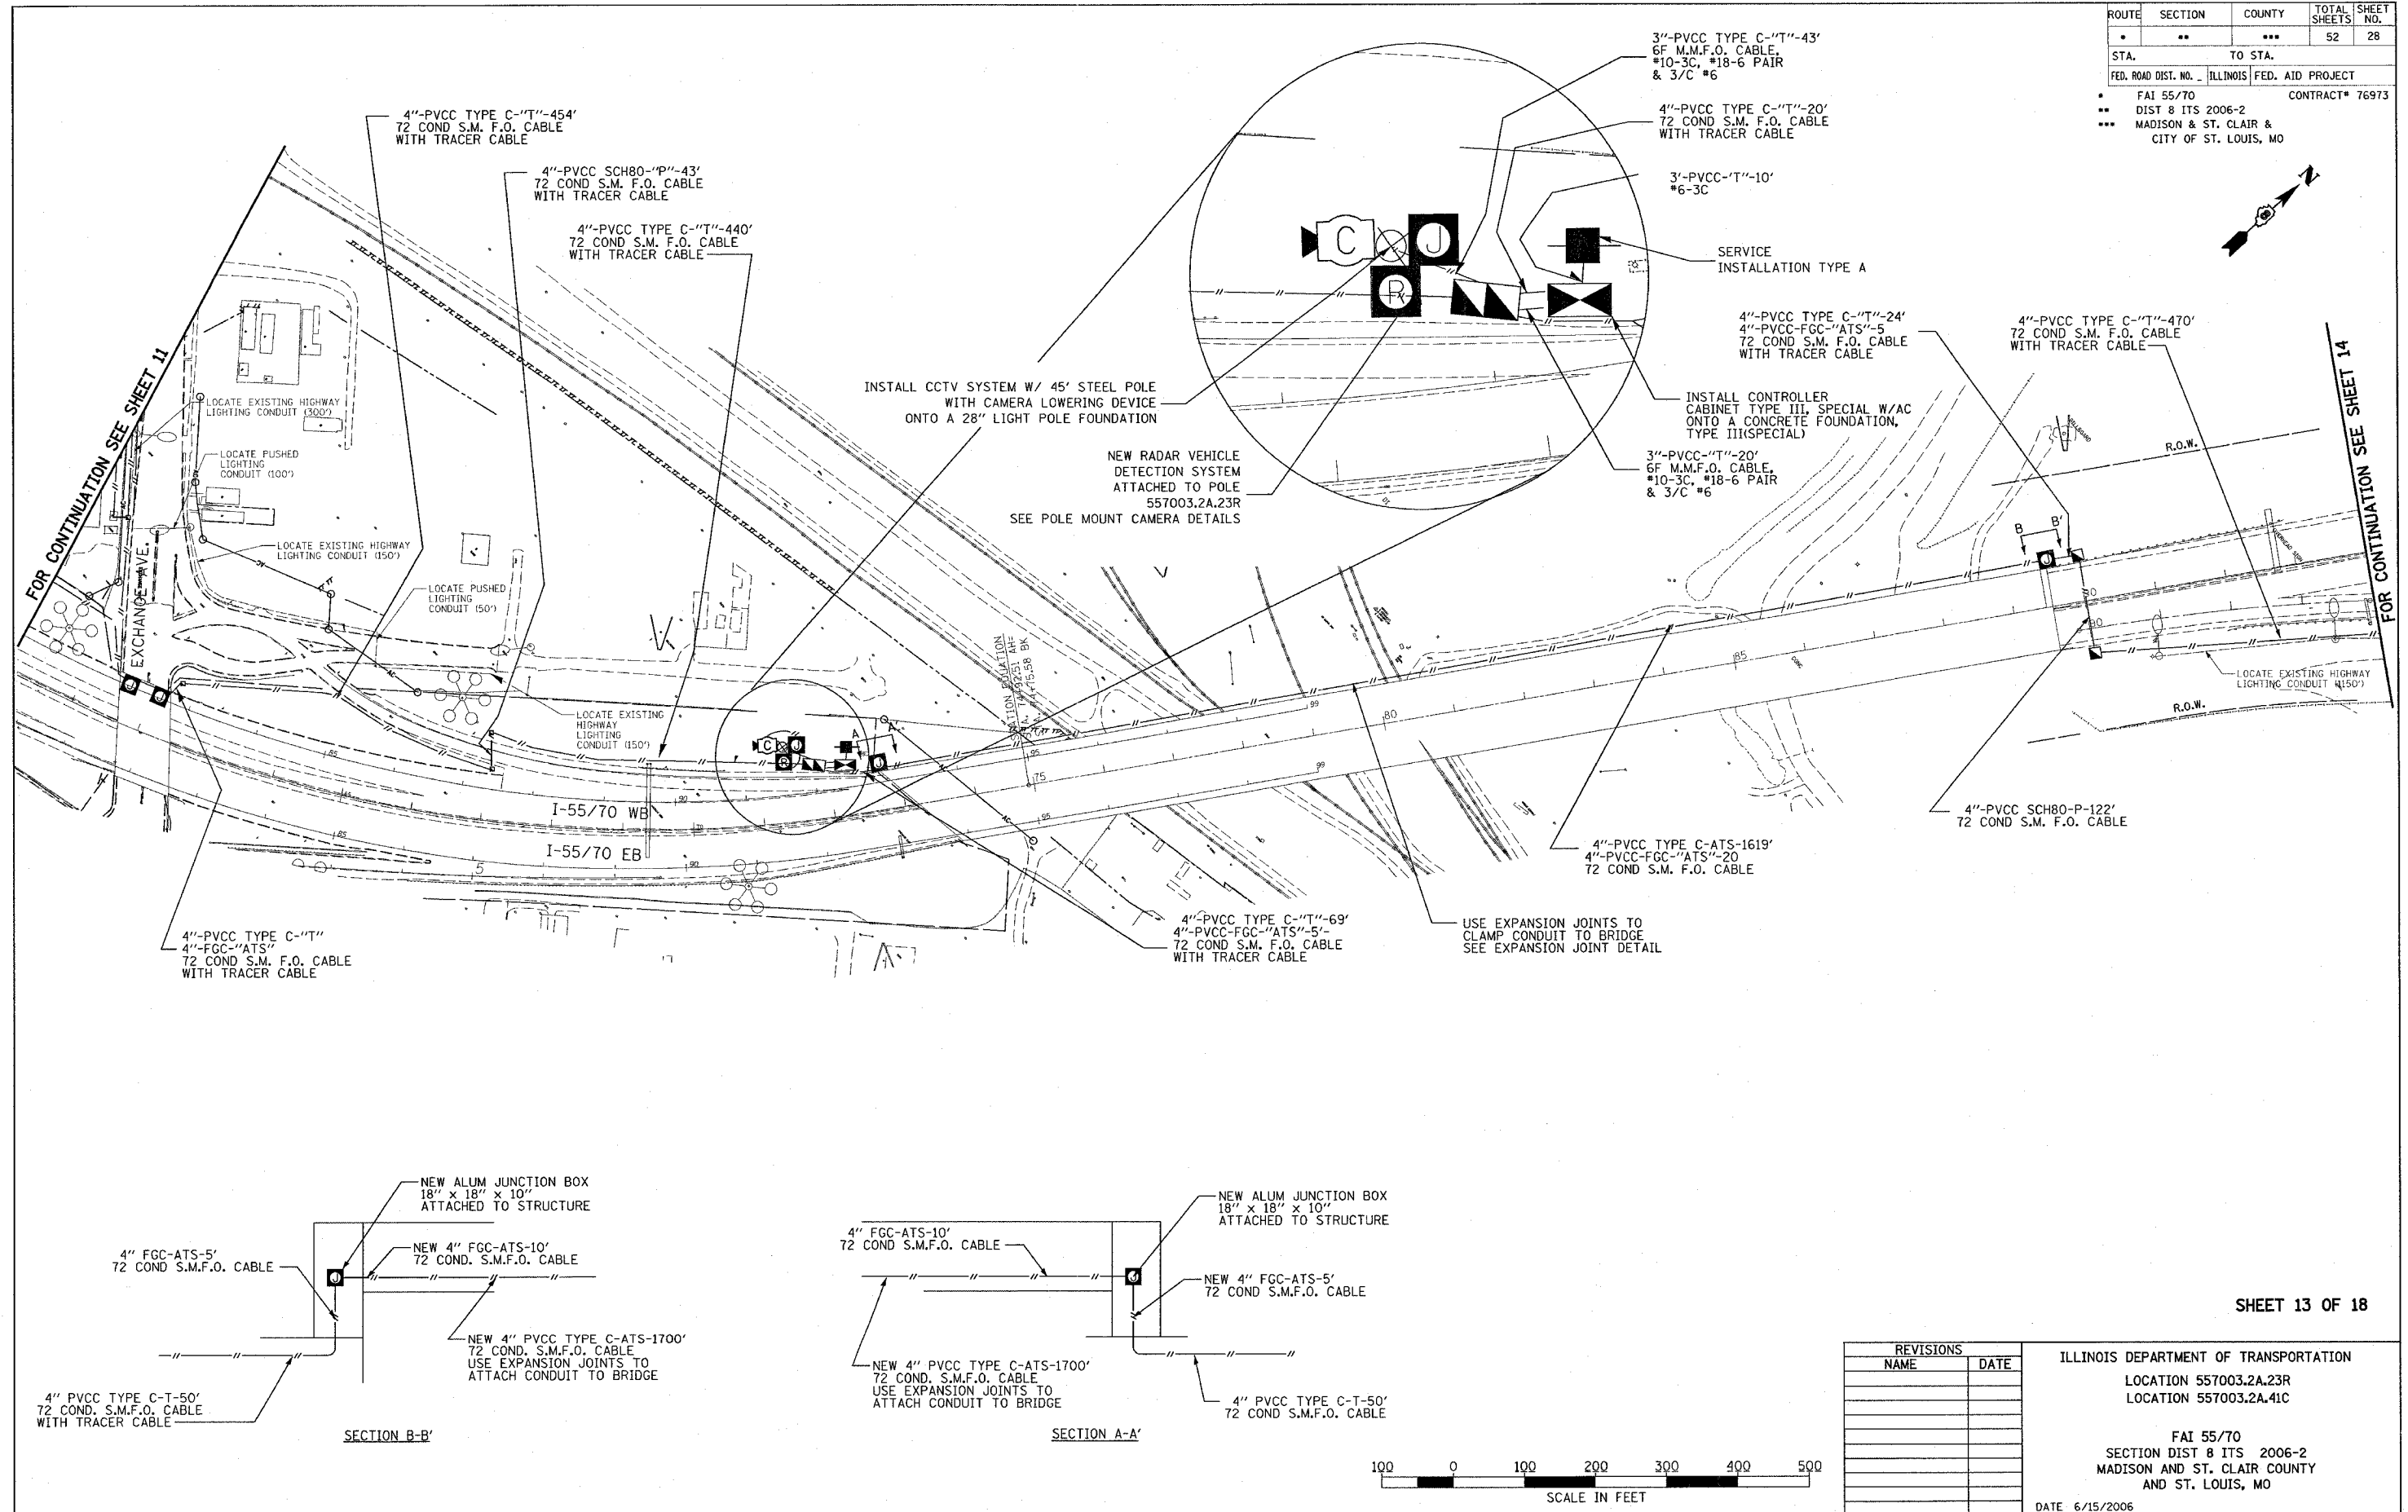 ROUTE SECTION COUNTY TOTAL SHEETS SHEET NO.
• •• ••• 52 28
STA. TO STA.
FED. ROAD DIST. NO. _ ILLINOIS FED. AID PROJECT
• FAI 55/70 CONTRACT# 76973
•• DIST 8 ITS 2006-2
••• MADISON & ST. CLAIR &
CITY OF ST. LOUIS, MO
N
3"-PVCC TYPE C-"T"-43'
6F M.M.F.O. CABLE,
#10-3C, #18-6 PAIR
& 3/C #6
4"-PVCC TYPE C-"T"-20'
72 COND S.M. F.O. CABLE
WITH TRACER CABLE
3'-PVCC-'T"-10'
#6-3C
SERVICE
INSTALLATION TYPE A
C
J
R
4"-PVCC TYPE C-"T"-454'
72 COND S.M. F.O. CABLE
WITH TRACER CABLE
4"-PVCC SCH80-"P"-43'
72 COND S.M. F.O. CABLE
WITH TRACER CABLE
4"-PVCC TYPE C-"T"-440'
72 COND S.M. F.O. CABLE
WITH TRACER CABLE
4"-PVCC TYPE C-"T"-24'
4"-PVCC-FGC-"ATS"-5
72 COND S.M. F.O. CABLE
WITH TRACER CABLE
4"-PVCC TYPE C-"T"-470'
72 COND S.M. F.O. CABLE
WITH TRACER CABLE
INSTALL CCTV SYSTEM W/ 45' STEEL POLE
WITH CAMERA LOWERING DEVICE
ONTO A 28" LIGHT POLE FOUNDATION
INSTALL CONTROLLER
CABINET TYPE III, SPECIAL W/AC
ONTO A CONCRETE FOUNDATION,
TYPE III(SPECIAL)
NEW RADAR VEHICLE
DETECTION SYSTEM
ATTACHED TO POLE
557003.2A.23R
SEE POLE MOUNT CAMERA DETAILS
3"-PVCC-"T"-20'
6F M.M.F.O. CABLE,
#10-3C, #18-6 PAIR
& 3/C #6
FOR CONTINUATION SEE SHEET 11
FOR CONTINUATION SEE SHEET 14
LOCATE EXISTING HIGHWAY
LIGHTING CONDUIT (300')
LOCATE PUSHED
LIGHTING
CONDUIT (100')
LOCATE EXISTING HIGHWAY
LIGHTING CONDUIT (150')
LOCATE PUSHED
LIGHTING
CONDUIT (50')
LOCATE EXISTING
HIGHWAY
LIGHTING
CONDUIT (150')
EXCHANGE AVE.
R.O.W.
BILLBOARD
OVERHEAD SIGN
B B'
J
A A'
J J
C J
R J
STATION EQUATION
I-55/70 WB
I-55/70 EB
85
90
95
99
75
80
85
90
85
90
95
99
5
LOCATE EXISTING HIGHWAY
LIGHTING CONDUIT (1150')
R.O.W.
4"-PVCC SCH80-P-122'
72 COND S.M. F.O. CABLE
4"-PVCC TYPE C-ATS-1619'
4"-PVCC-FGC-"ATS"-20
72 COND S.M. F.O. CABLE
USE EXPANSION JOINTS TO
CLAMP CONDUIT TO BRIDGE
SEE EXPANSION JOINT DETAIL
4"-PVCC TYPE C-"T"-69'
4"-PVCC-FGC-"ATS"-5'-
72 COND S.M. F.O. CABLE
WITH TRACER CABLE
4"-PVCC TYPE C-"T"
4"-FGC-"ATS"
72 COND S.M. F.O. CABLE
WITH TRACER CABLE
NEW ALUM JUNCTION BOX
18" x 18" x 10"
ATTACHED TO STRUCTURE
4" FGC-ATS-5'
72 COND S.M.F.O. CABLE
NEW 4" FGC-ATS-10'
72 COND. S.M.F.O. CABLE
J
NEW 4" PVCC TYPE C-ATS-1700'
72 COND. S.M.F.O. CABLE
USE EXPANSION JOINTS TO
ATTACH CONDUIT TO BRIDGE
4" PVCC TYPE C-T-50'
72 COND. S.M.F.O. CABLE
WITH TRACER CABLE
SECTION B-B'
NEW ALUM JUNCTION BOX
18" x 18" x 10"
ATTACHED TO STRUCTURE
4" FGC-ATS-10'
72 COND S.M.F.O. CABLE
J
NEW 4" FGC-ATS-5'
72 COND S.M.F.O. CABLE
NEW 4" PVCC TYPE C-ATS-1700'
72 COND. S.M.F.O. CABLE
USE EXPANSION JOINTS TO
ATTACH CONDUIT TO BRIDGE
4" PVCC TYPE C-T-50'
72 COND S.M.F.O. CABLE
SECTION A-A'
100 0 100 200 300 400 500
SCALE IN FEET
SHEET 13 OF 18
REVISIONS
NAME DATE
ILLINOIS DEPARTMENT OF TRANSPORTATION
LOCATION 557003.2A.23R
LOCATION 557003.2A.41C
FAI 55/70
SECTION DIST 8 ITS 2006-2
MADISON AND ST. CLAIR COUNTY
AND ST. LOUIS, MO
DATE 6/15/2006